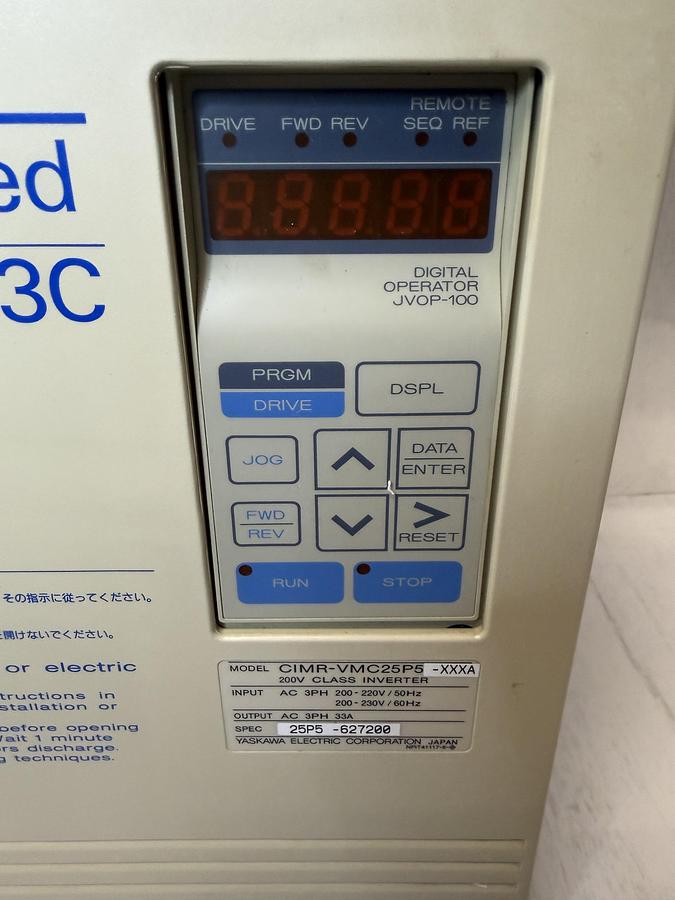 ed
3C
REMOTE
DRIVE FWD REV SEQ REF
DIGITAL
OPERATOR
JVOP-100
PRGM
DRIVE
DSPL
JOG
DATA
ENTER
FWD
REV
RESET
RUN
STOP
その指示に従ってください。
開けないでください。
or electric
tructions in
stallation or
before opening
ait 1 minute
rs discharge.
g techniques.
MODEL CIMR-VMC25P5 -XXXA
200V CLASS INVERTER
INPUT AC 3PH 200-220V/50Hz
200-230V/60Hz
OUTPUT AC 3PH 33A
SPEC 25P5 -627200
YASKAWA ELECTRIC CORPORATION JAPAN